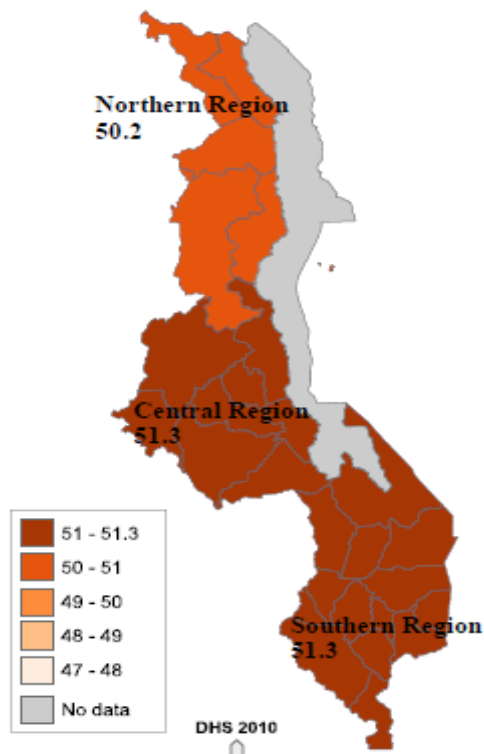 Northern Region
50.2
Central Region
51.3
Southern Region
51.3
51 - 51.3
50 - 51
49 - 50
48 - 49
47 - 48
No data
DHS 2010